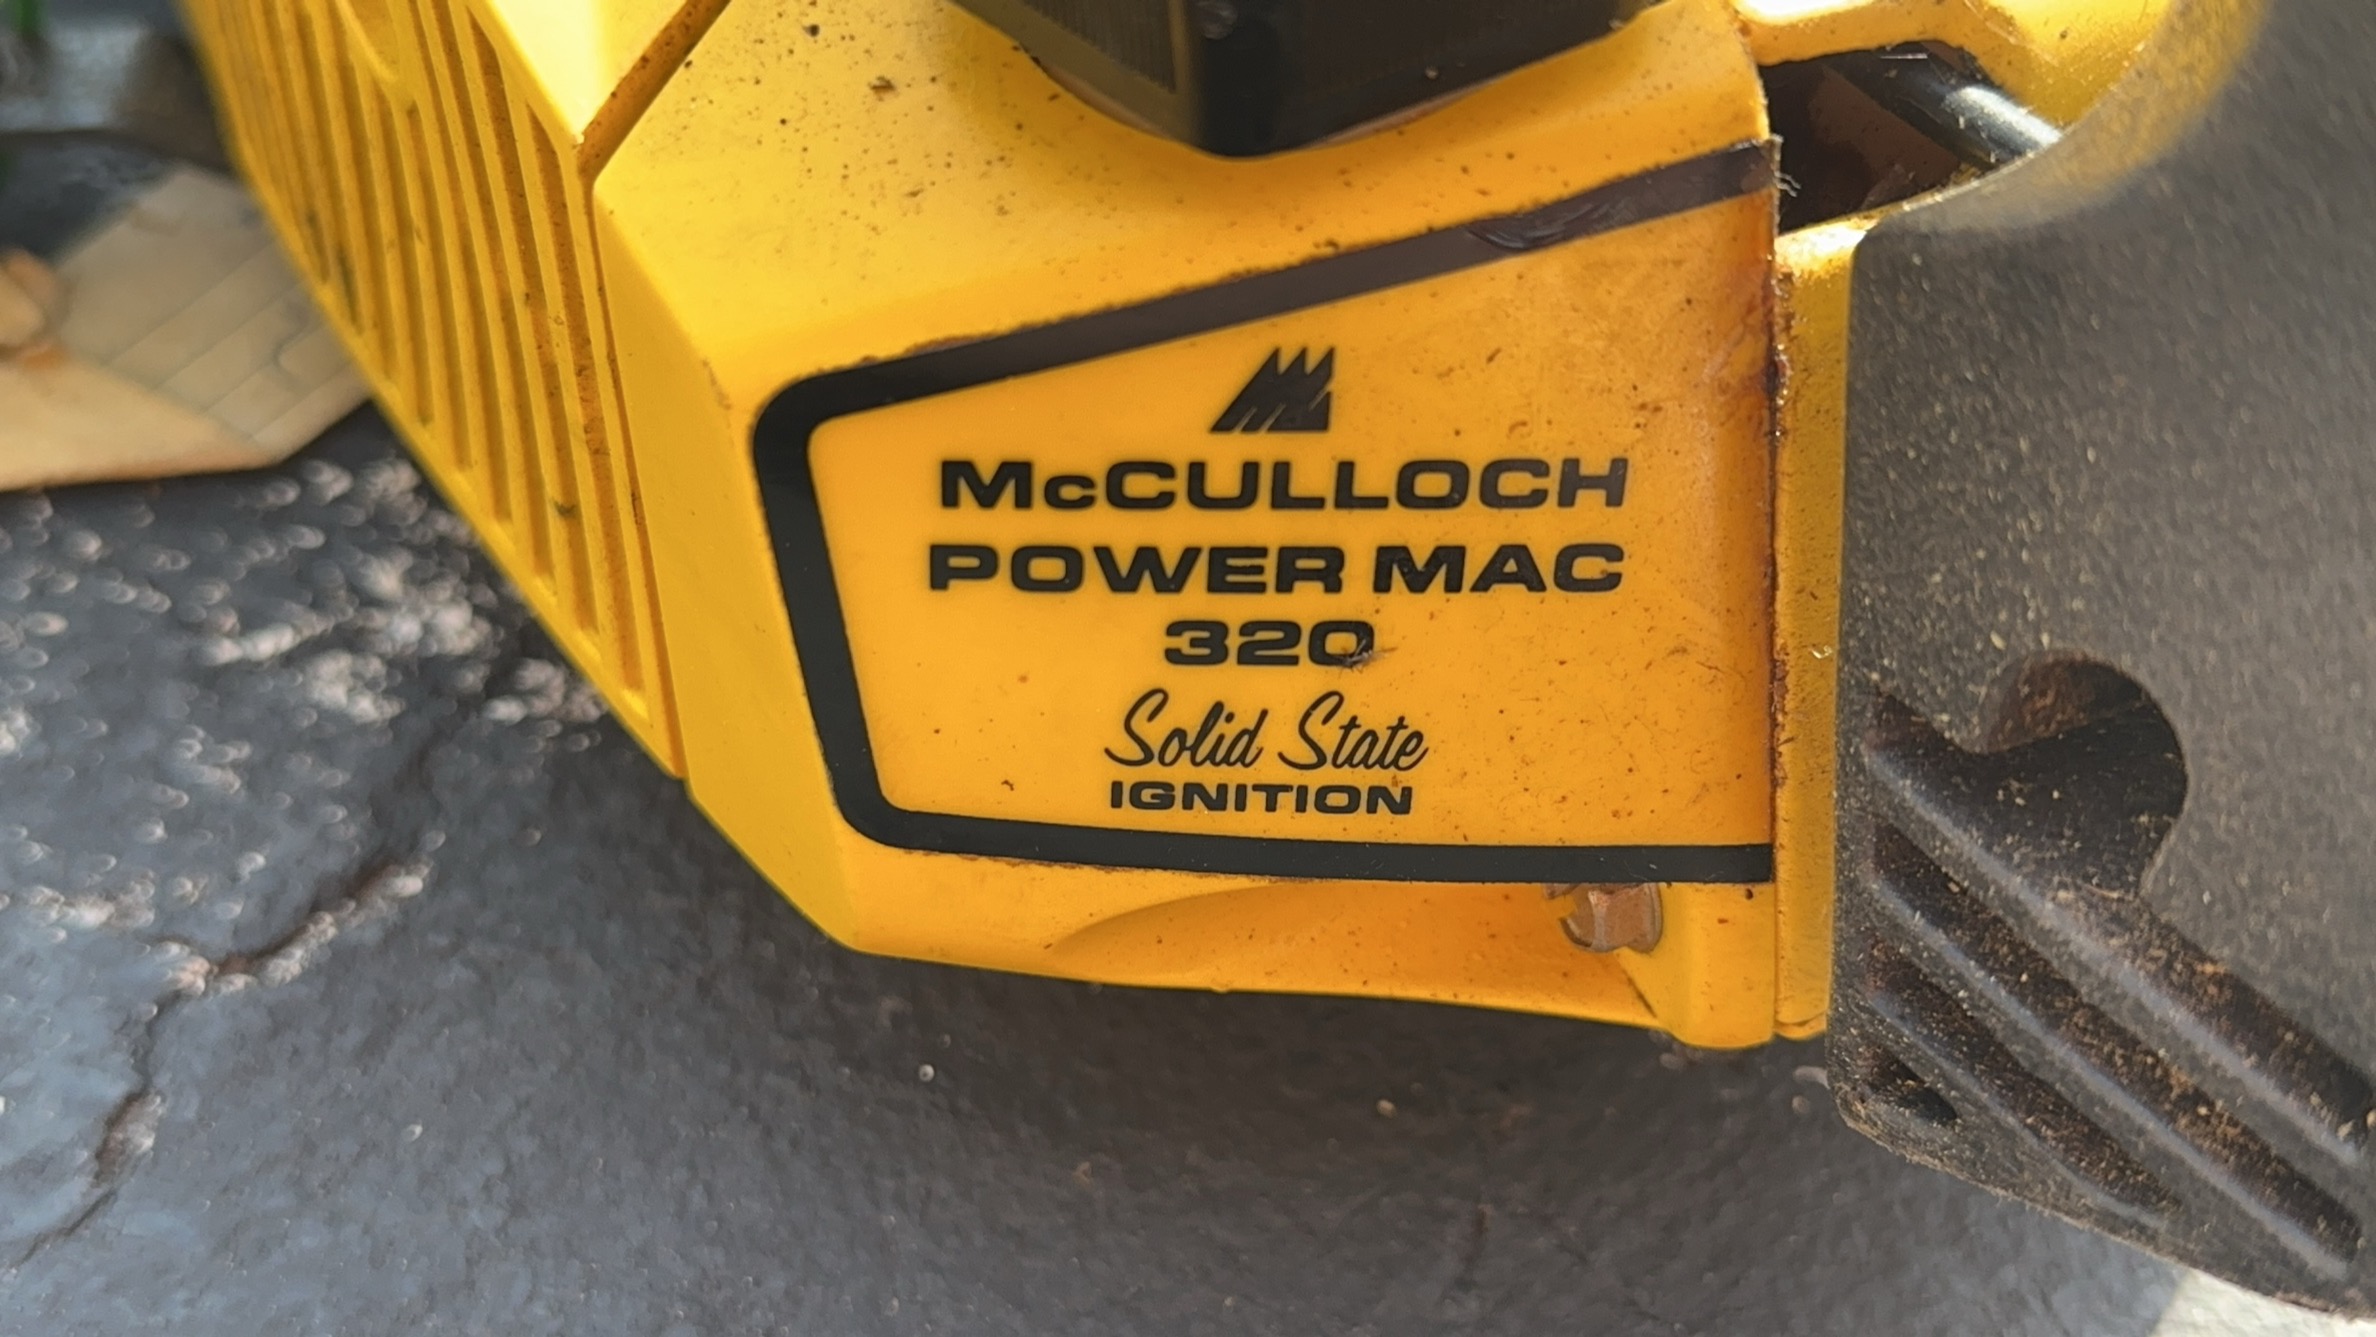 McCULLOCH
POWER MAC
320
Solid State
IGNITION